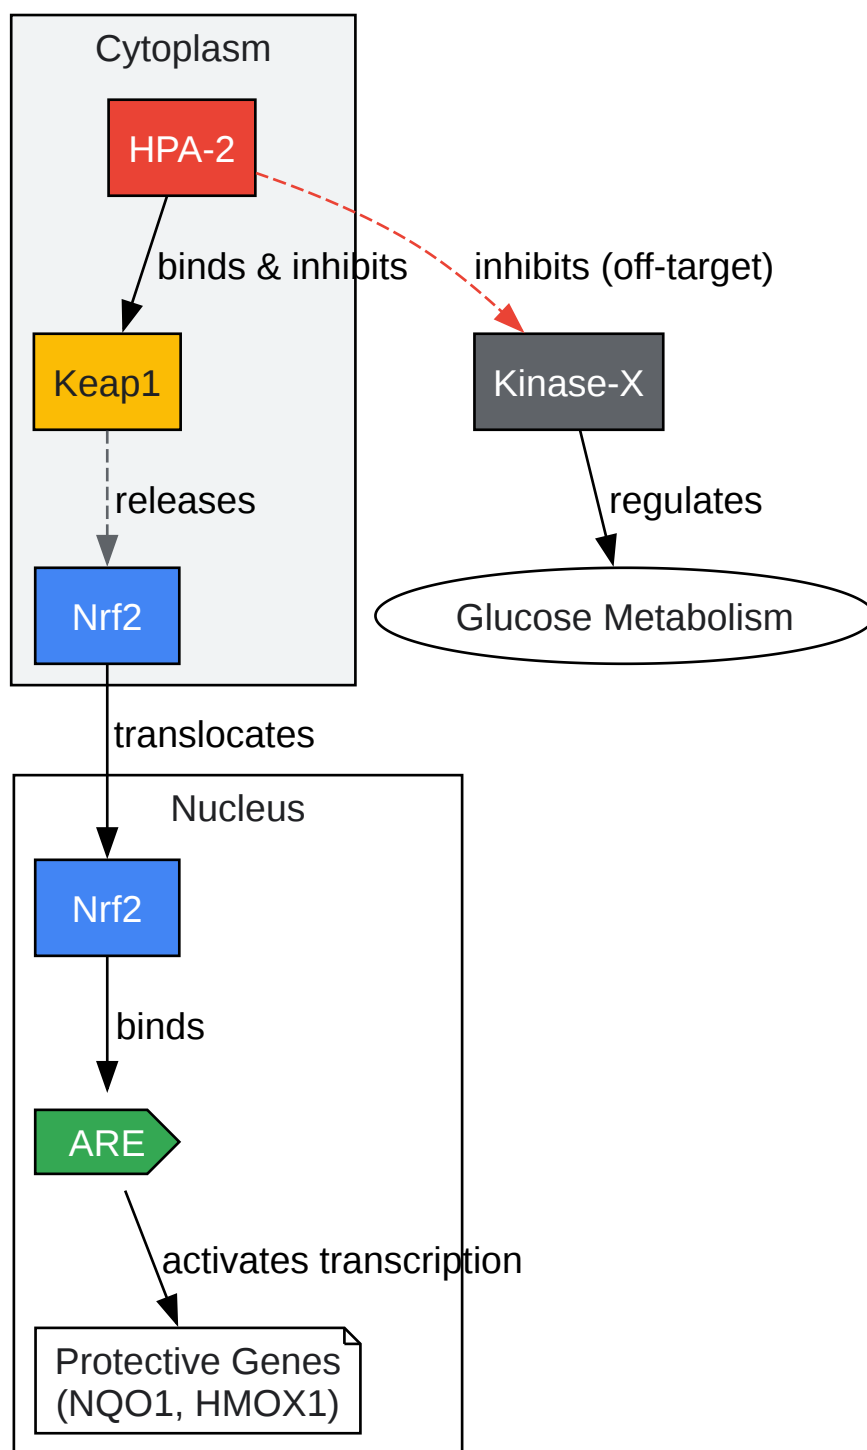 Cytoplasm
HPA-2
binds & inhibits
inhibits (off-target)
Keap1
Kinase-X
releases
regulates
Nrf2
Glucose Metabolism
translocates
Nucleus
Nrf2
binds
ARE
activates transcription
Protective Genes
(NQO1, HMOX1)